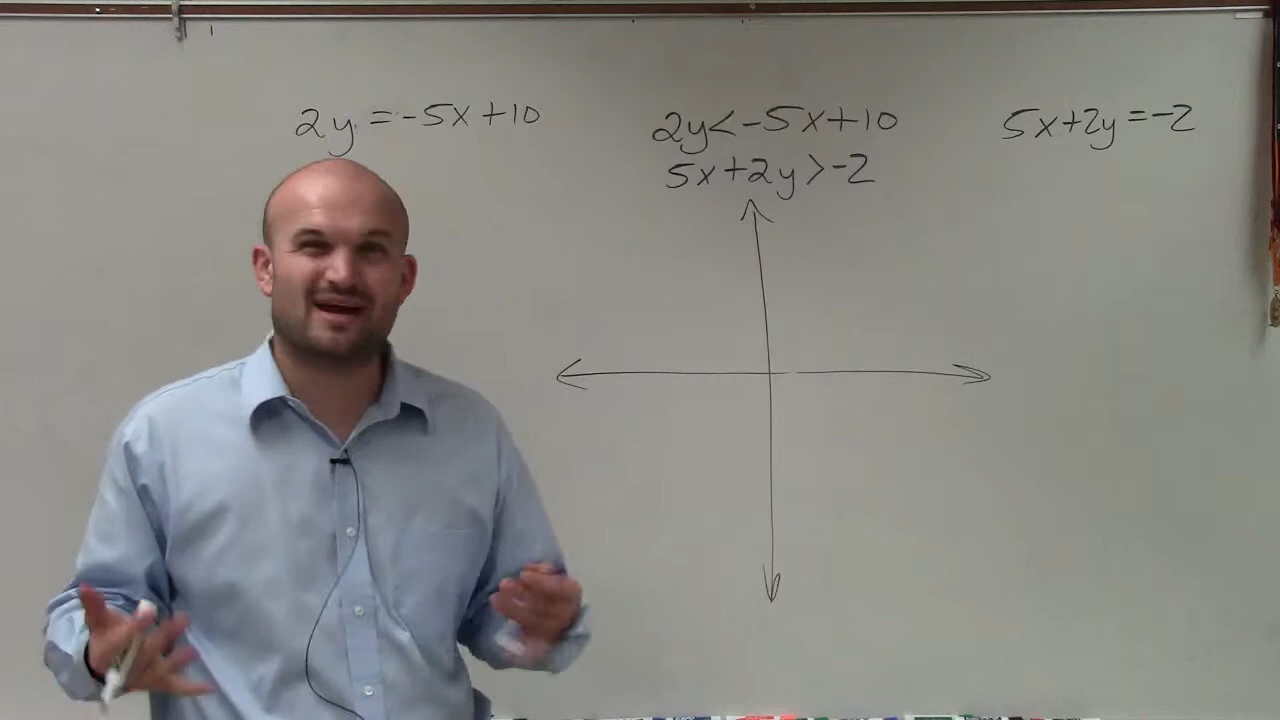 2y = -5x + 10
2y < -5x + 10
5x + 2y > -2
5x + 2y = -2